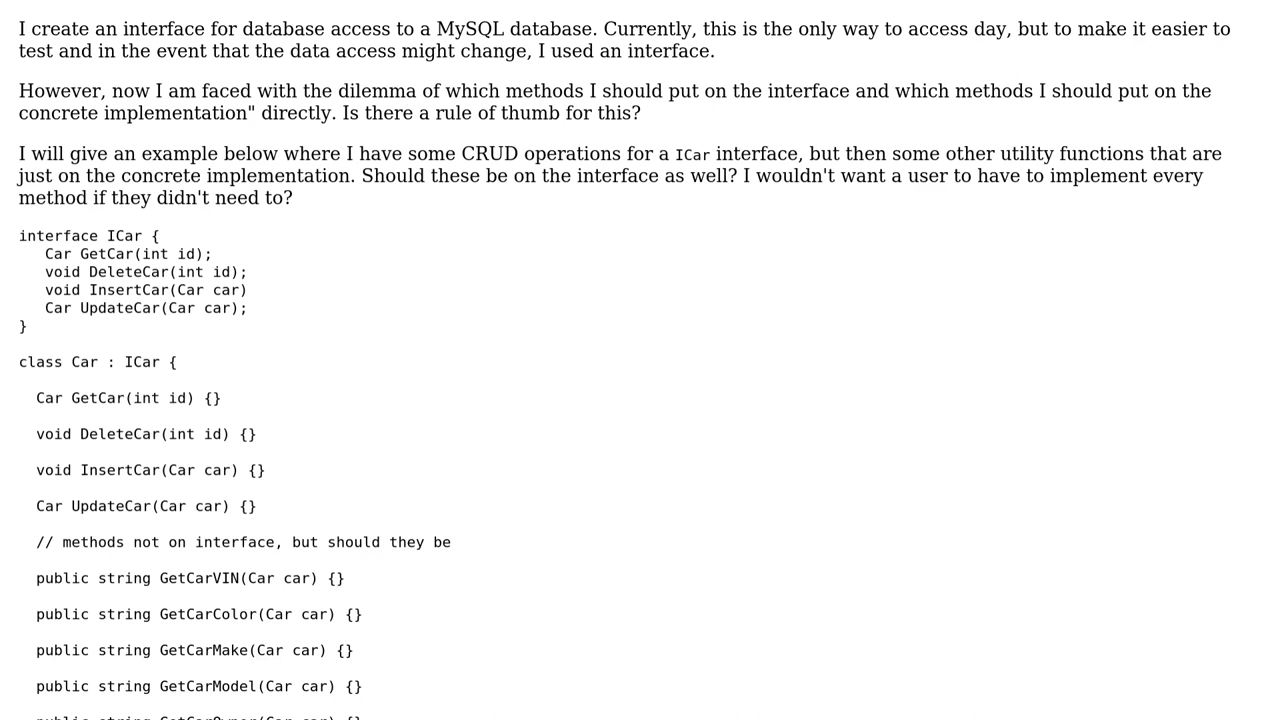 I create an interface for database access to a MySQL database. Currently, this is the only way to access day, but to make it easier to
test and in the event that the data access might change, I used an interface.
However, now I am faced with the dilemma of which methods I should put on the interface and which methods I should put on the
concrete implementation" directly. Is there a rule of thumb for this?
I will give an example below where I have some CRUD operations for a ICar interface, but then some other utility functions that are
just on the concrete implementation. Should these be on the interface as well? I wouldn't want a user to have to implement every
method if they didn't need to?
interface ICar {
   Car GetCar(int id);
   void DeleteCar(int id);
   void InsertCar(Car car)
   Car UpdateCar(Car car);
}
class Car : ICar {
  Car GetCar(int id) {}
  void DeleteCar(int id) {}
  void InsertCar(Car car) {}
  Car UpdateCar(Car car) {}
  // methods not on interface, but should they be
  public string GetCarVIN(Car car) {}
  public string GetCarColor(Car car) {}
  public string GetCarMake(Car car) {}
  public string GetCarModel(Car car) {}